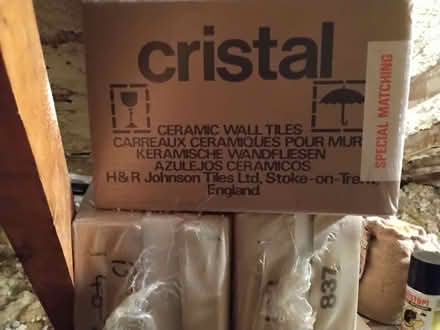 cristal
SPECIAL MATCHING
CERAMIC WALL TILES
CARREAUX CERAMIQUES POUR MUR
KERAMISCHE WANDFLIESEN
AZULEJOS CERAMICOS
H&R Johnson Tiles Ltd, Stoke-on-Trent,
England
837